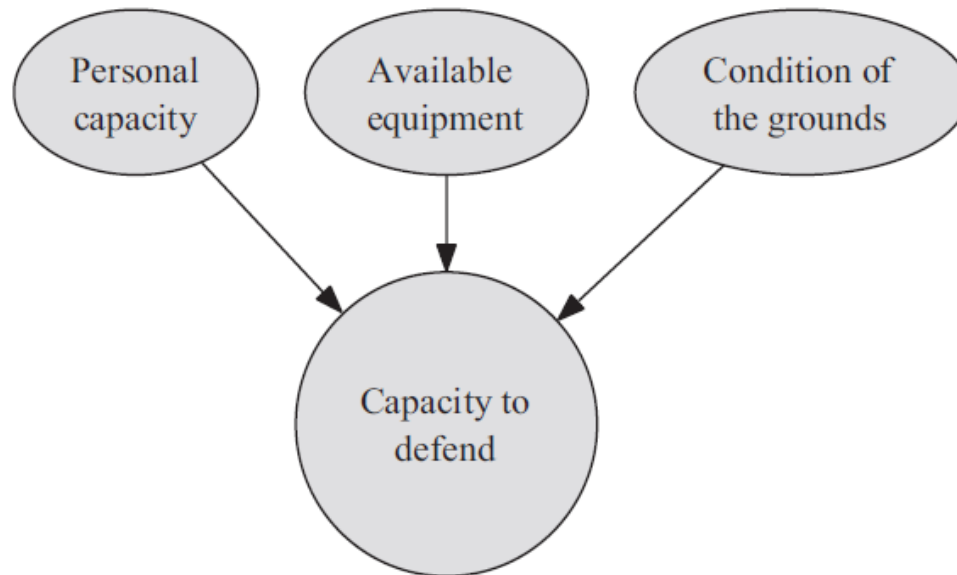 Personal
capacity
Available
equipment
Condition of
the grounds
Capacity to
defend